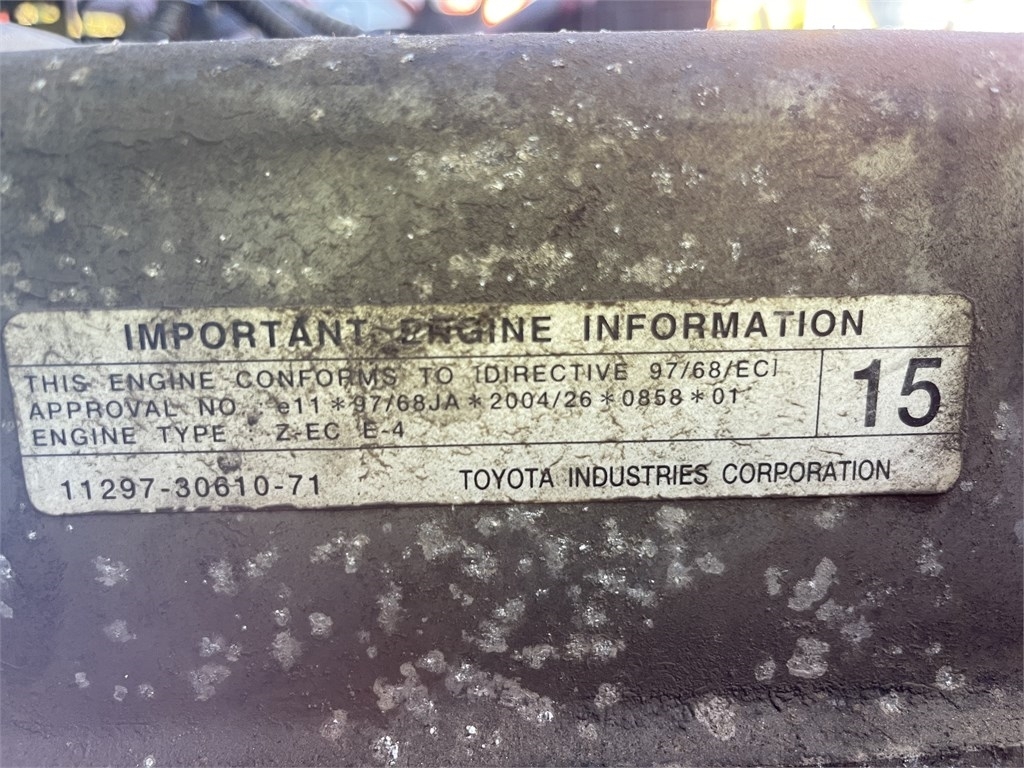 IMPORTANT ENGINE INFORMATION
THIS ENGINE CONFORMS TO [DIRECTIVE 97/68/EC]
APPROVAL NO. : e11*97/68JA*2004/26*0858*01
ENGINE TYPE : Z-EC E-4
15
11297-30610-71 TOYOTA INDUSTRIES CORPORATION